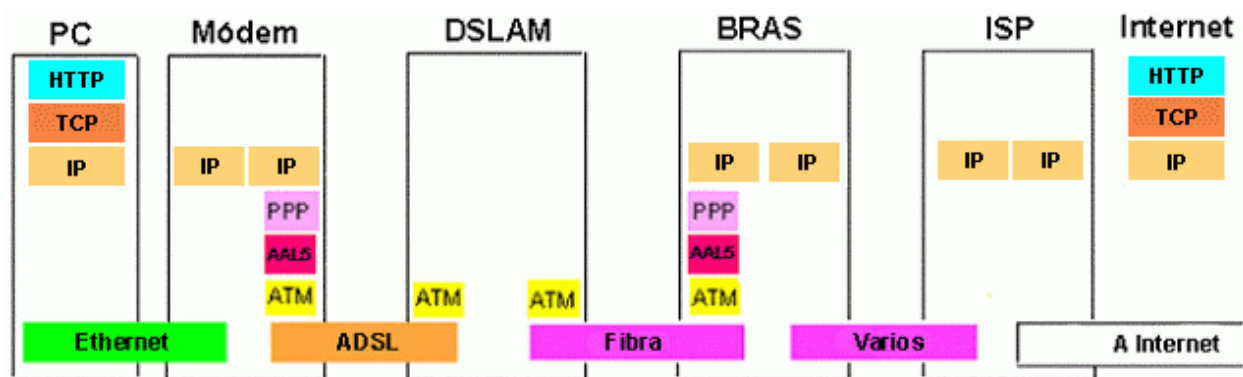 PC Módem DSLAM BRAS ISP Internet
HTTP HTTP
TCP TCP
IP IP IP IP IP IP IP IP
PPP PPP
AAL5 AAL5
ATM ATM ATM ATM
Ethernet ADSL Fibra Varios A Internet